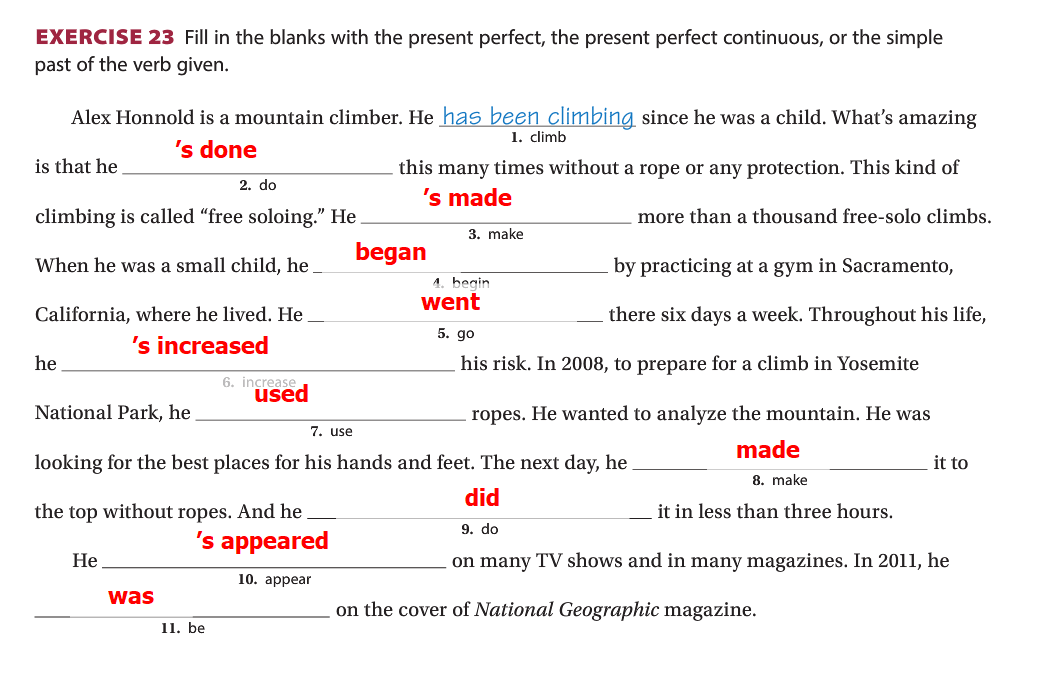 EXERCISE 23 Fill in the blanks with the present perfect, the present perfect continuous, or the simple
past of the verb given.
Alex Honnold is a mountain climber. He has been climbing since he was a child. What's amazing
1. climb
is that he 's done this many times without a rope or any protection. This kind of
2. do
climbing is called “free soloing.” He 's made more than a thousand free-solo climbs.
3. make
When he was a small child, he began by practicing at a gym in Sacramento,
4. begin
California, where he lived. He went there six days a week. Throughout his life,
5. go
he 's increased his risk. In 2008, to prepare for a climb in Yosemite
6. increase
National Park, he used ropes. He wanted to analyze the mountain. He was
7. use
looking for the best places for his hands and feet. The next day, he made it to
8. make
the top without ropes. And he did it in less than three hours.
9. do
He 's appeared on many TV shows and in many magazines. In 2011, he
10. appear
was on the cover of National Geographic magazine.
11. be